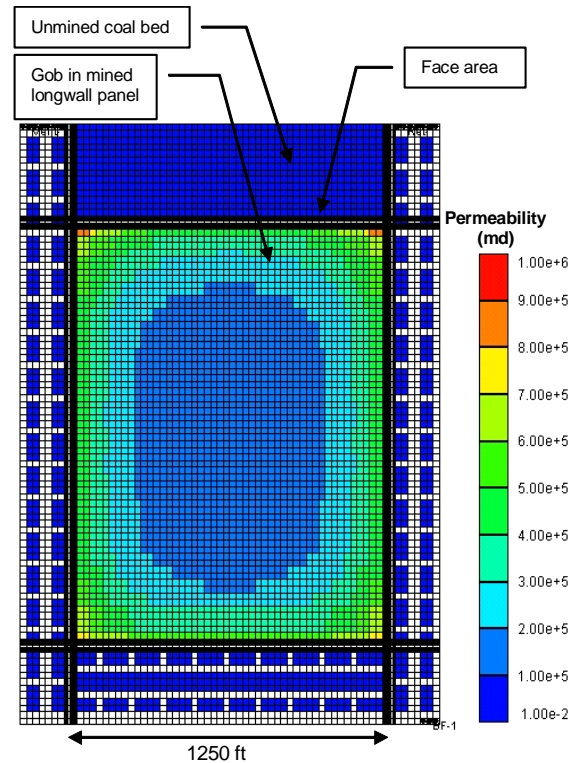 Unmined coal bed
Gob in mined
longwall panel
Face area
Permeability
(md)
1.00e+6
9.00e+5
8.00e+5
7.00e+5
6.00e+5
5.00e+5
4.00e+5
3.00e+5
2.00e+5
1.00e+5
1.00e-2
1250 ft